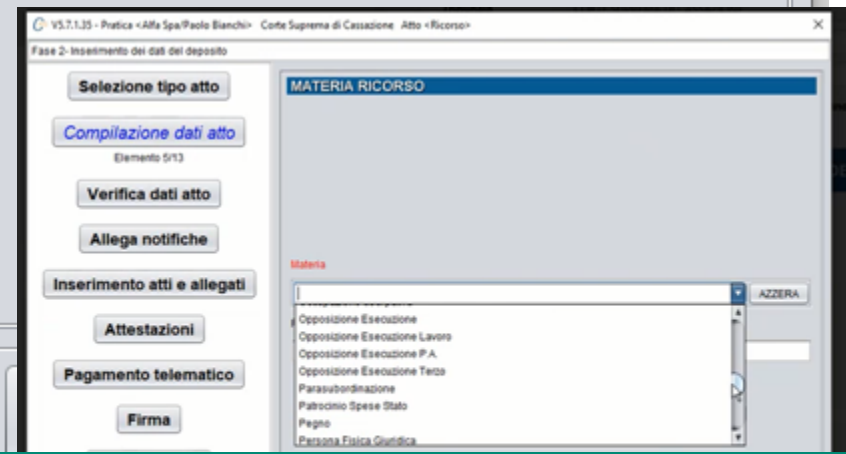 V5.7.1.35 - Pratica <Alfa Spa/Paolo Bianchi> Corte Suprema di Cassazione Atto <Ricorso>
Fase 2- Inserimento dei dati del deposito
Selezione tipo atto
Compilazione dati atto
Elemento 5/13
Verifica dati atto
Allega notifiche
Inserimento atti e allegati
Attestazioni
Pagamento telematico
Firma
MATERIA RICORSO
Materia
AZZERA
Opposizione Esecuzione
Opposizione Esecuzione Lavoro
Opposizione Esecuzione P.A.
Opposizione Esecuzione Terzo
Parasubordinazione
Patrocinio Spese Stato
Pegno
Persona Fisica Giuridica